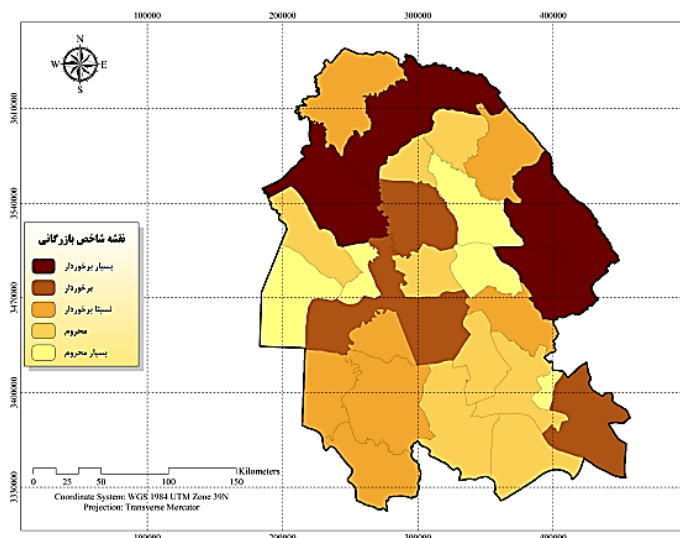 100000 200000 300000 400000
N
W E
S
3610000
3540000
3470000
3400000
3330000
نقشه شاخص بازرگانی
بسیار برخوردار
برخوردار
نسبتا برخوردار
محروم
بسیار محروم
Kilometers
0 25 50 100 150
Coordinate System: WGS 1984 UTM Zone 39N
Projection: Transverse Mercator
100000 200000 300000 400000